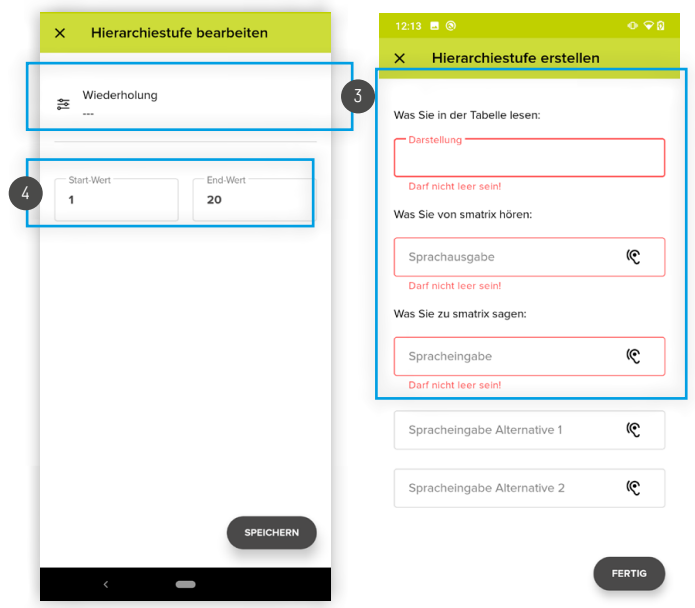 Hierarchiestufe bearbeiten
Wiederholung
---
3
4
Start-Wert
1
End-Wert
20
SPEICHERN
12:13
Hierarchiestufe erstellen
Was Sie in der Tabelle lesen:
Darstellung
Darf nicht leer sein!
Was Sie von smatrix hören:
Sprachausgabe
Darf nicht leer sein!
Was Sie zu smatrix sagen:
Spracheingabe
Darf nicht leer sein!
Spracheingabe Alternative 1
Spracheingabe Alternative 2
FERTIG